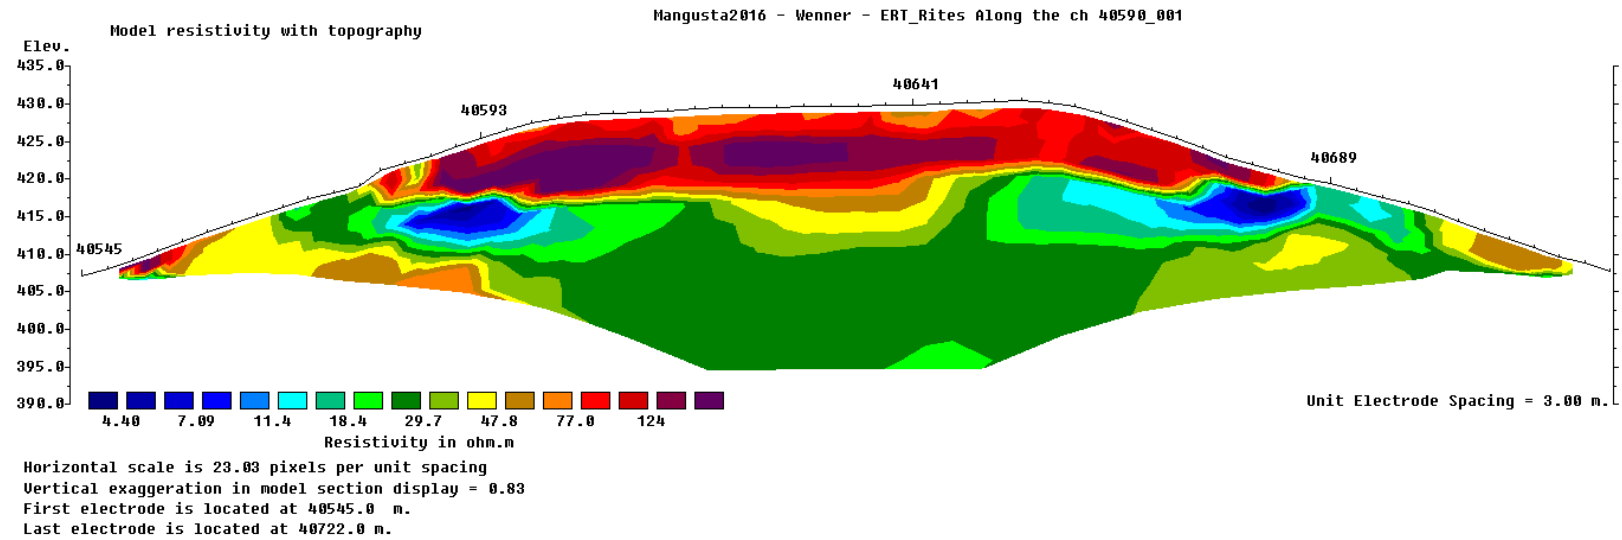 Mangusta2016 - Wenner - ERT_Rites Along the ch 40590_001
Model resistivity with topography
Elev.
435.0
430.0
425.0
420.0
415.0
410.0
405.0
400.0
395.0
390.0
40545
40593
40641
40689
4.40 7.09 11.4 18.4 29.7 47.8 77.0 124
Resistivity in ohm.m
Unit Electrode Spacing = 3.00 m.
Horizontal scale is 23.03 pixels per unit spacing
Vertical exaggeration in model section display = 0.83
First electrode is located at 40545.0 m.
Last electrode is located at 40722.0 m.